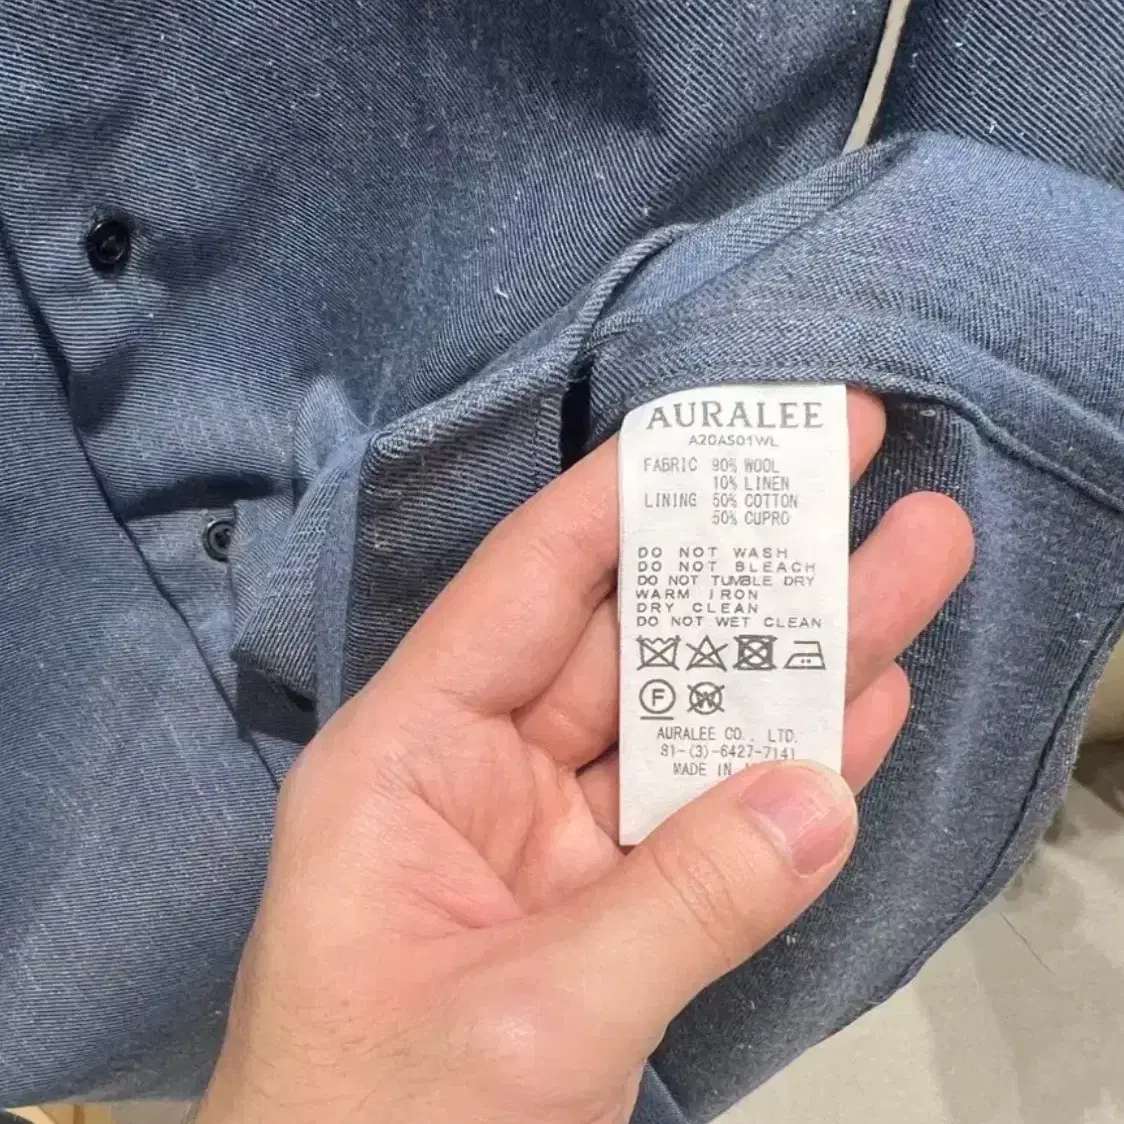 AURALEE
A20AS01WL
FABRIC 90% WOOL
10% LINEN
LINING 50% COTTON
50% CUPRO
DO NOT WASH
DO NOT BLEACH
DO NOT TUMBLE DRY
WARM IRON
DRY CLEAN
DO NOT WET CLEAN
F
W
AURALEE CO., LTD.
81-(3)-6427-7141
MADE IN